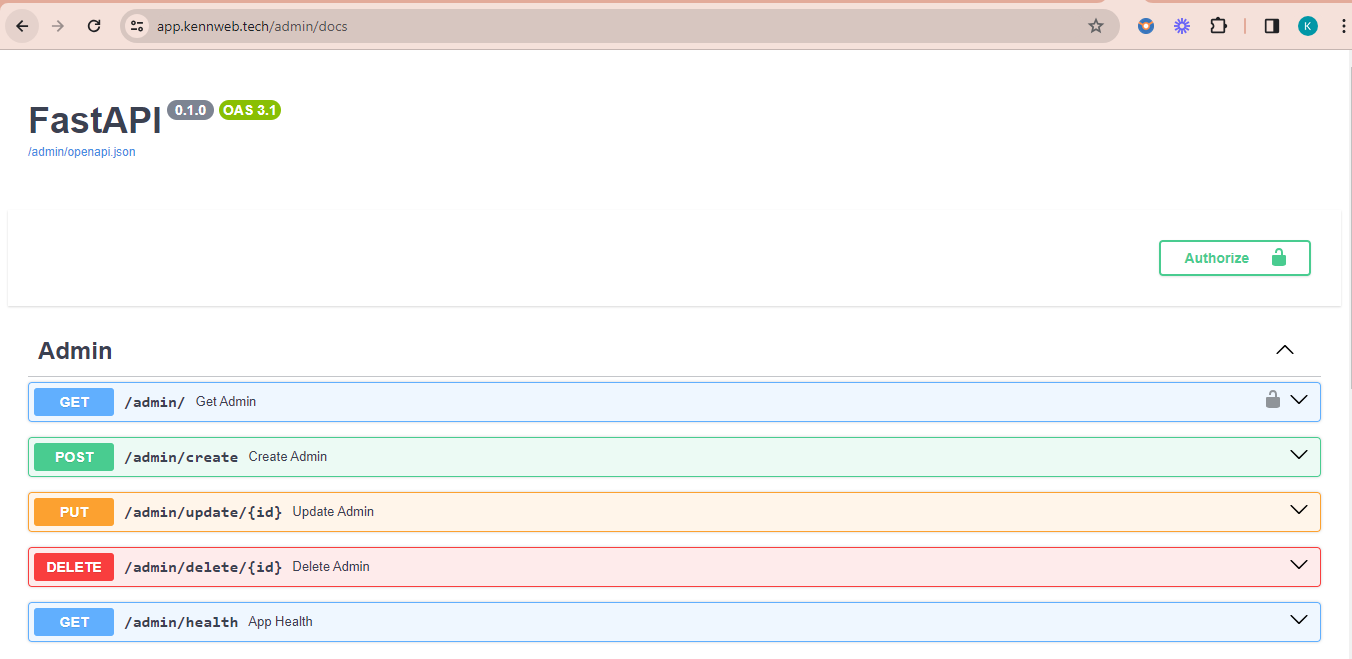 app.kennweb.tech/admin/docs
K
FastAPI 0.1.0 OAS 3.1
/admin/openapi.json
Authorize
Admin
GET /admin/ Get Admin
POST /admin/create Create Admin
PUT /admin/update/{id} Update Admin
DELETE /admin/delete/{id} Delete Admin
GET /admin/health App Health